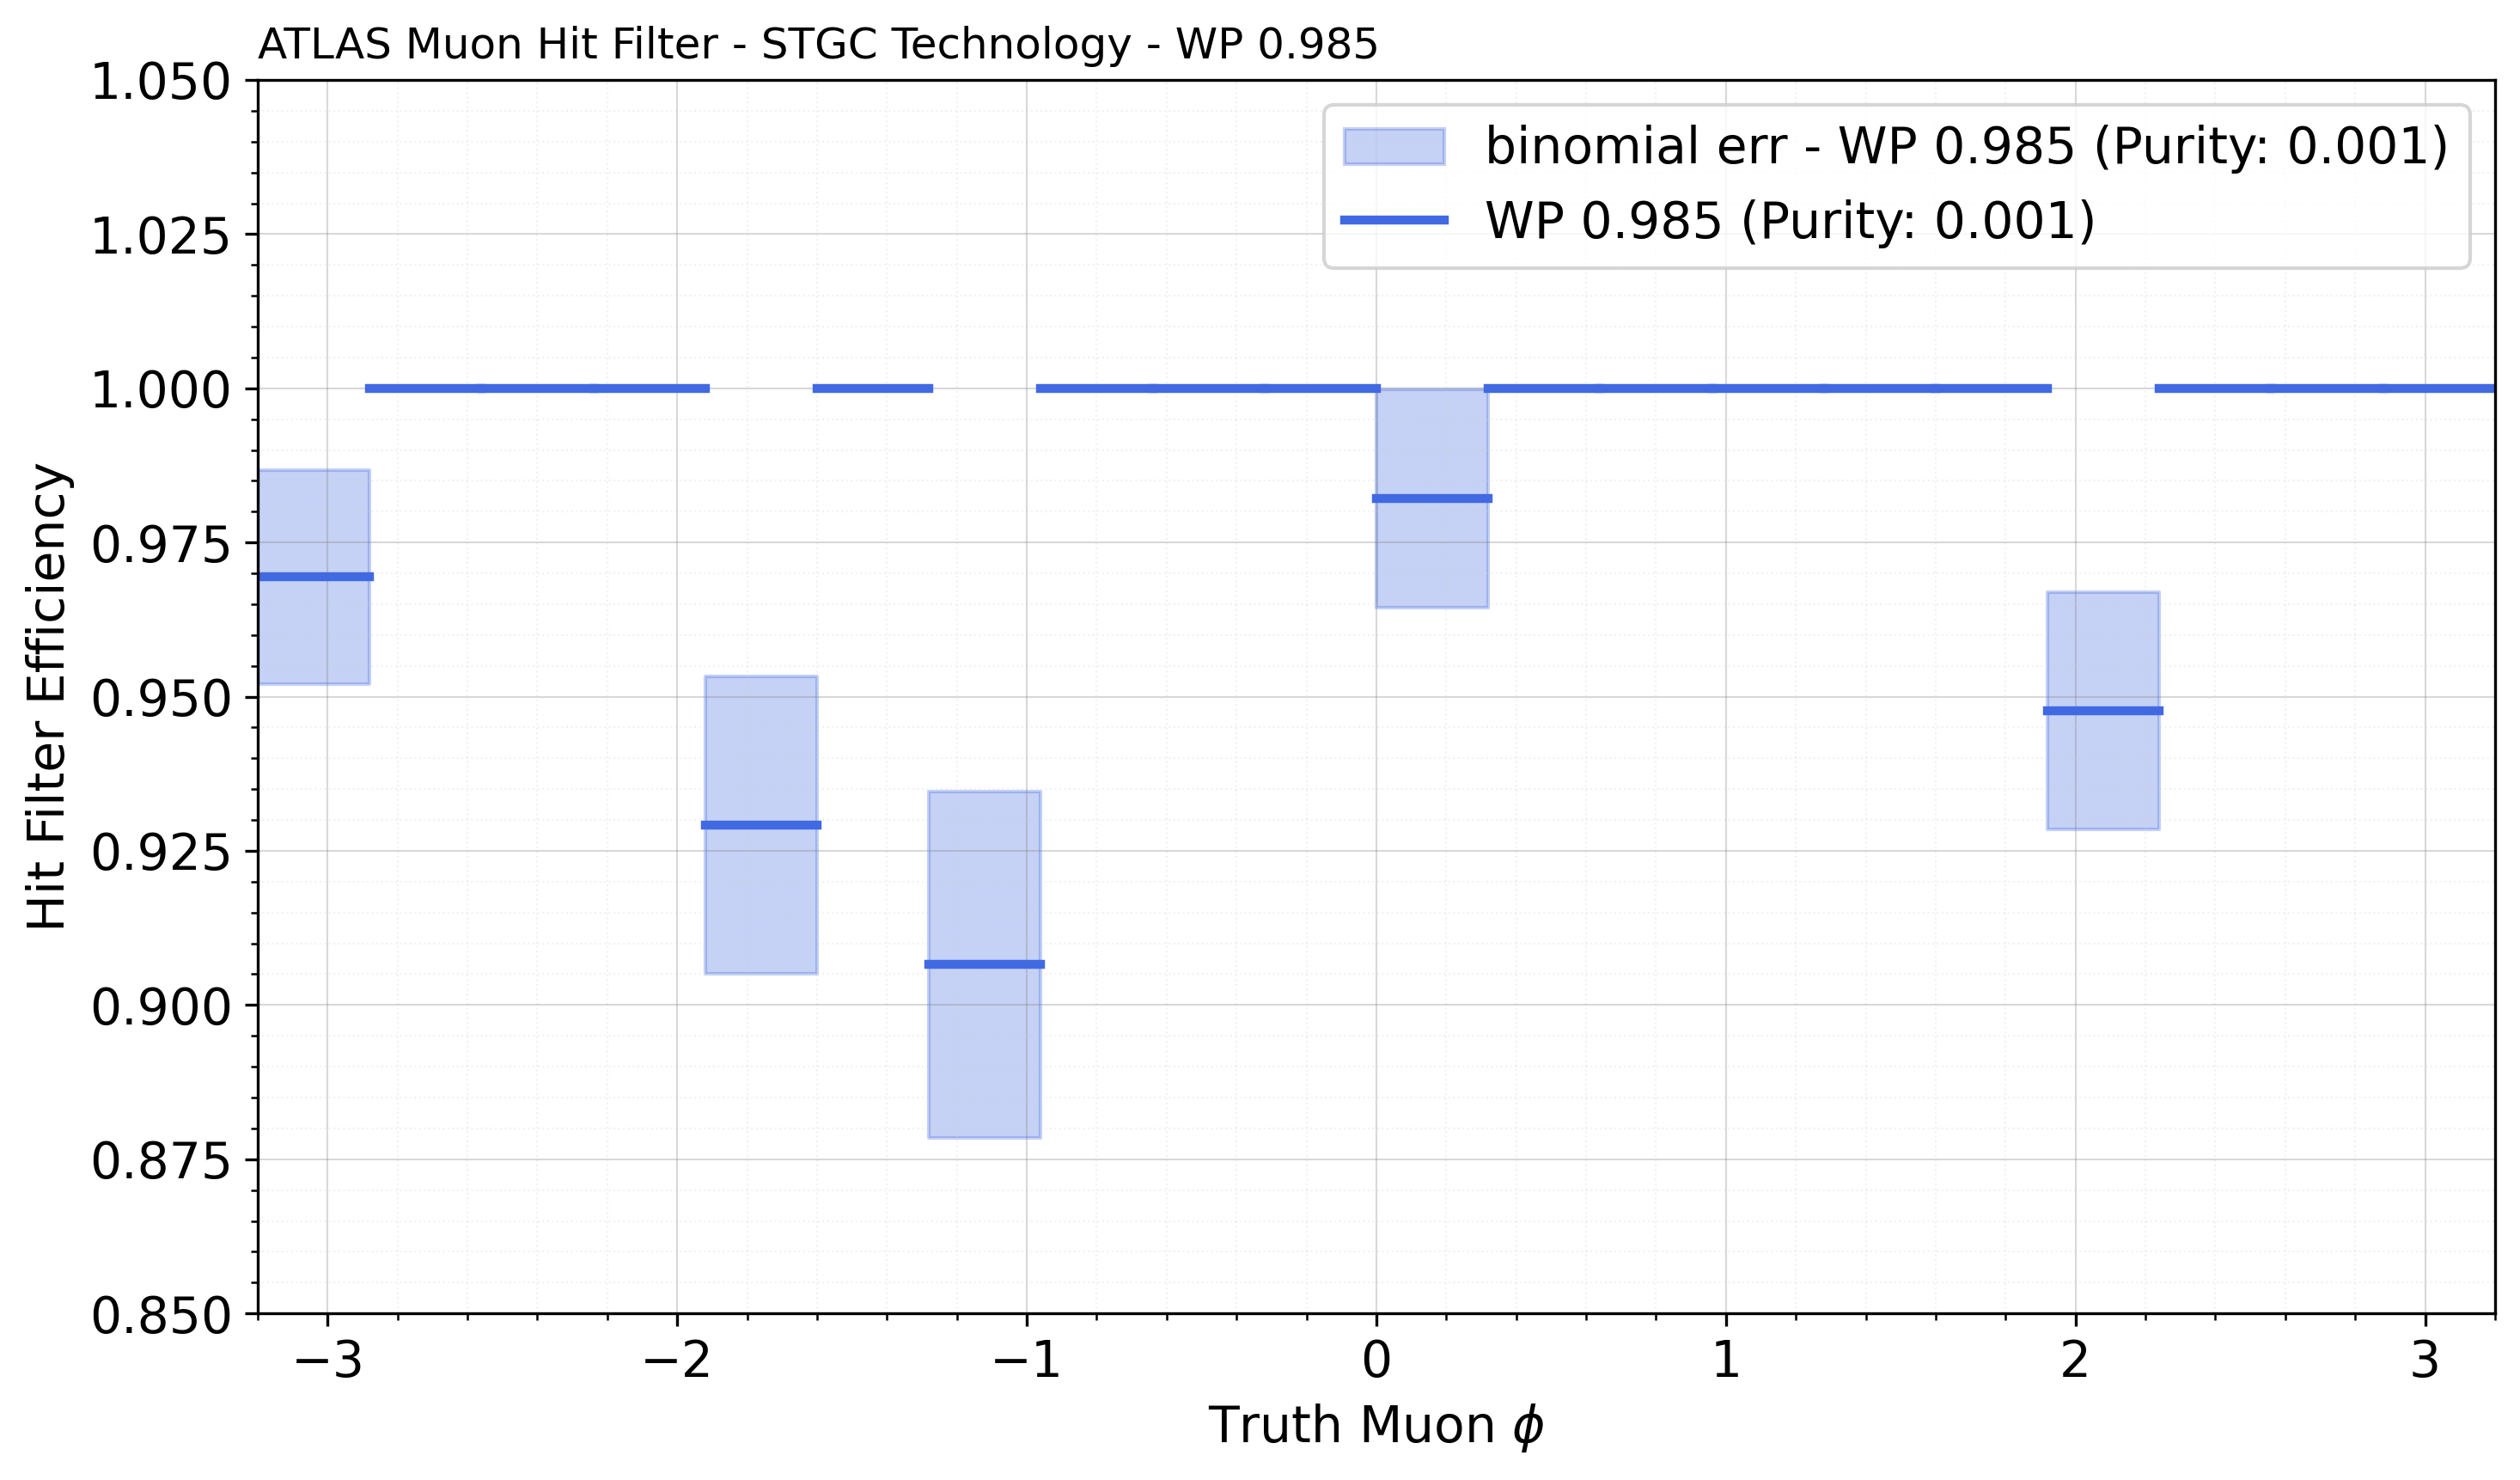 ATLAS Muon Hit Filter - STGC Technology - WP 0.985
1.050
1.025
1.000
0.975
0.950
0.925
0.900
0.875
0.850
Hit Filter Efficiency
binomial err - WP 0.985 (Purity: 0.001)
WP 0.985 (Purity: 0.001)
−3 −2 −1 0 1 2 3
Truth Muon ϕ